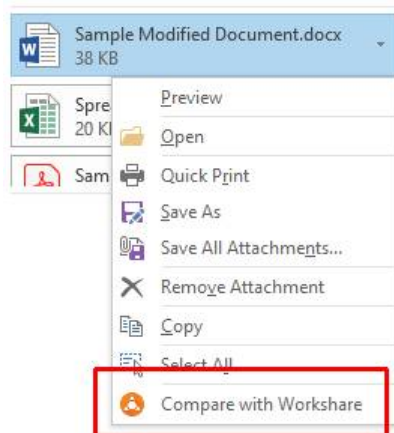 Sample Modified Document.docx
38 KB
Spre
20 K
Sam
Preview
Open
Quick Print
Save As
Save All Attachments...
Remove Attachment
Copy
Select All
Compare with Workshare